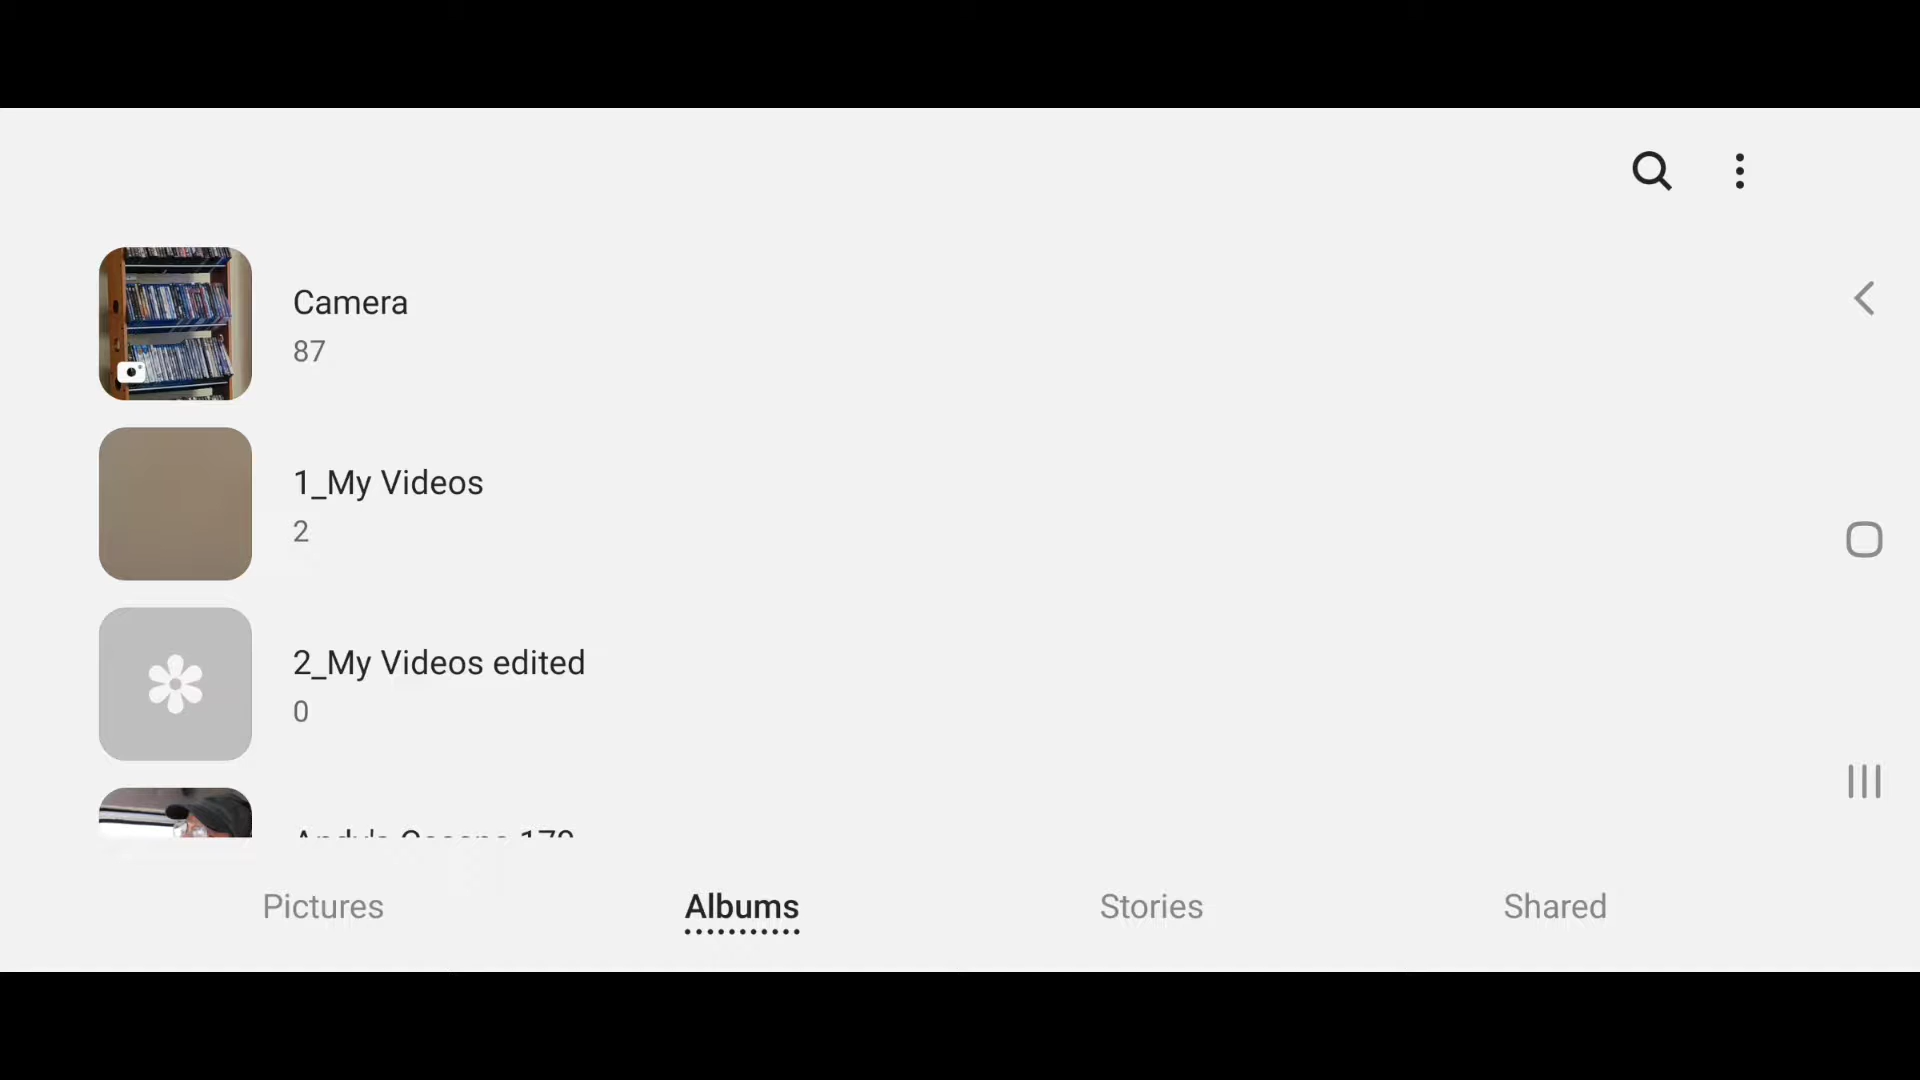 Camera
87
1_My Videos
2
2_My Videos edited
0
Pictures
Albums
Stories
Shared